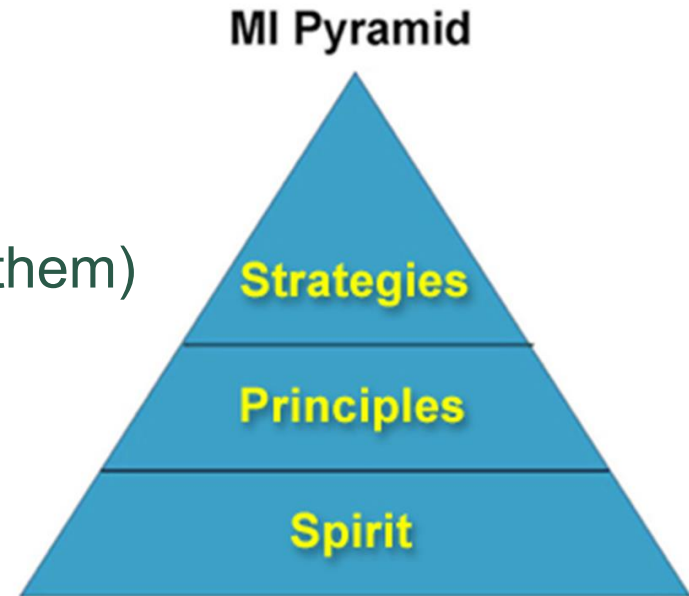 MI Pyramid
them)
Strategies
Principles
Spirit